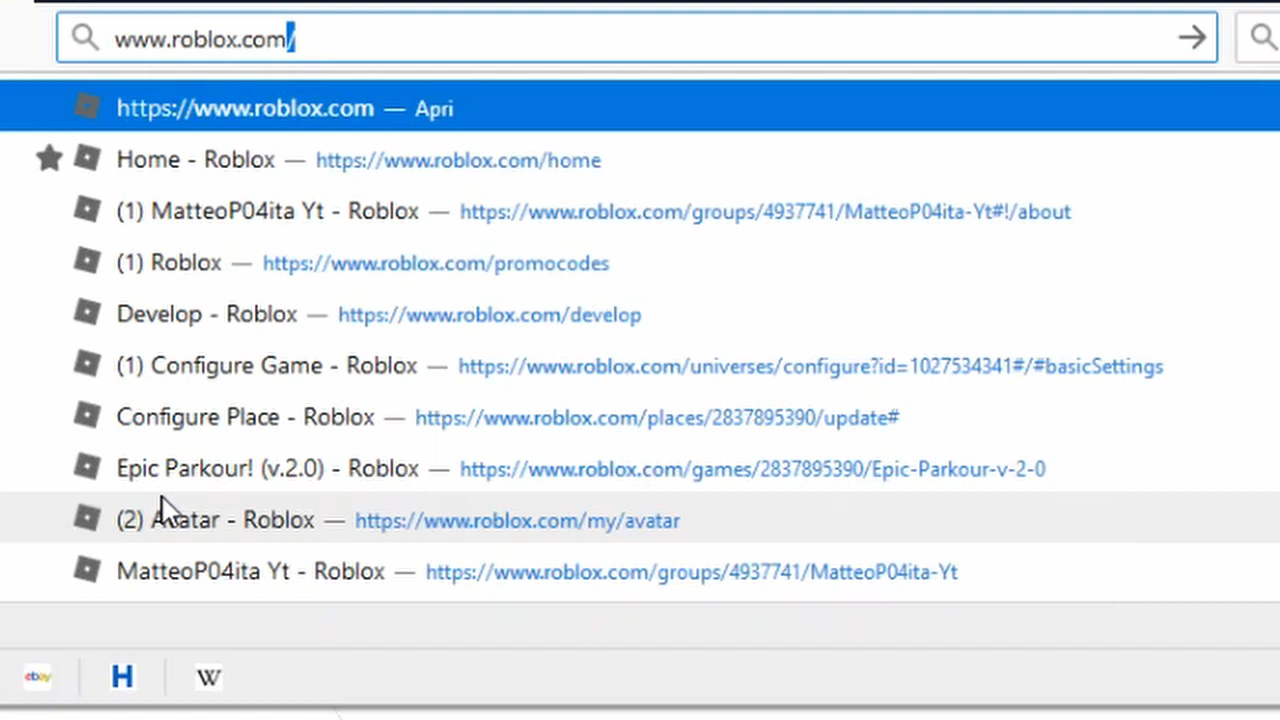 www.roblox.com/
https://www.roblox.com — Apri
Home - Roblox — https://www.roblox.com/home
(1) MatteoP04ita Yt - Roblox — https://www.roblox.com/groups/4937741/MatteoP04ita-Yt#!/about
(1) Roblox — https://www.roblox.com/promocodes
Develop - Roblox — https://www.roblox.com/develop
(1) Configure Game - Roblox — https://www.roblox.com/universes/configure?id=1027534341#/#basicSettings
Configure Place - Roblox — https://www.roblox.com/places/2837895390/update#
Epic Parkour! (v.2.0) - Roblox — https://www.roblox.com/games/2837895390/Epic-Parkour-v-2-0
(2) Avatar - Roblox — https://www.roblox.com/my/avatar
MatteoP04ita Yt - Roblox — https://www.roblox.com/groups/4937741/MatteoP04ita-Yt
ebay H W